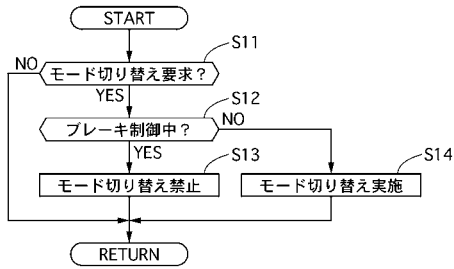 START
S11
NO
モード切り替え要求？
YES
S12
ブレーキ制御中？
NO
YES
S13
S14
モード切り替え禁止
モード切り替え実施
RETURN